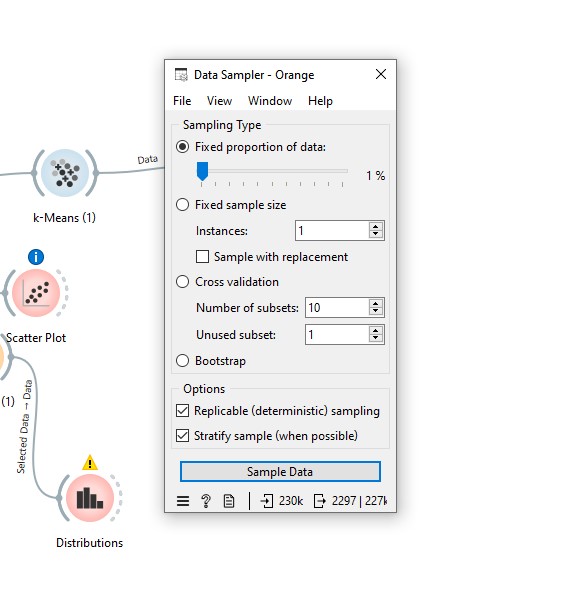 Data Sampler - Orange
File View Window Help
Sampling Type
Fixed proportion of data:
1 %
Fixed sample size
Instances: 1
Sample with replacement
Cross validation
Number of subsets: 10
Unused subset: 1
Bootstrap
Options
Replicable (deterministic) sampling
Stratify sample (when possible)
Sample Data
230k 2297 | 227k
Data
k-Means (1)
Scatter Plot
(1)
Selected Data → Data
Distributions